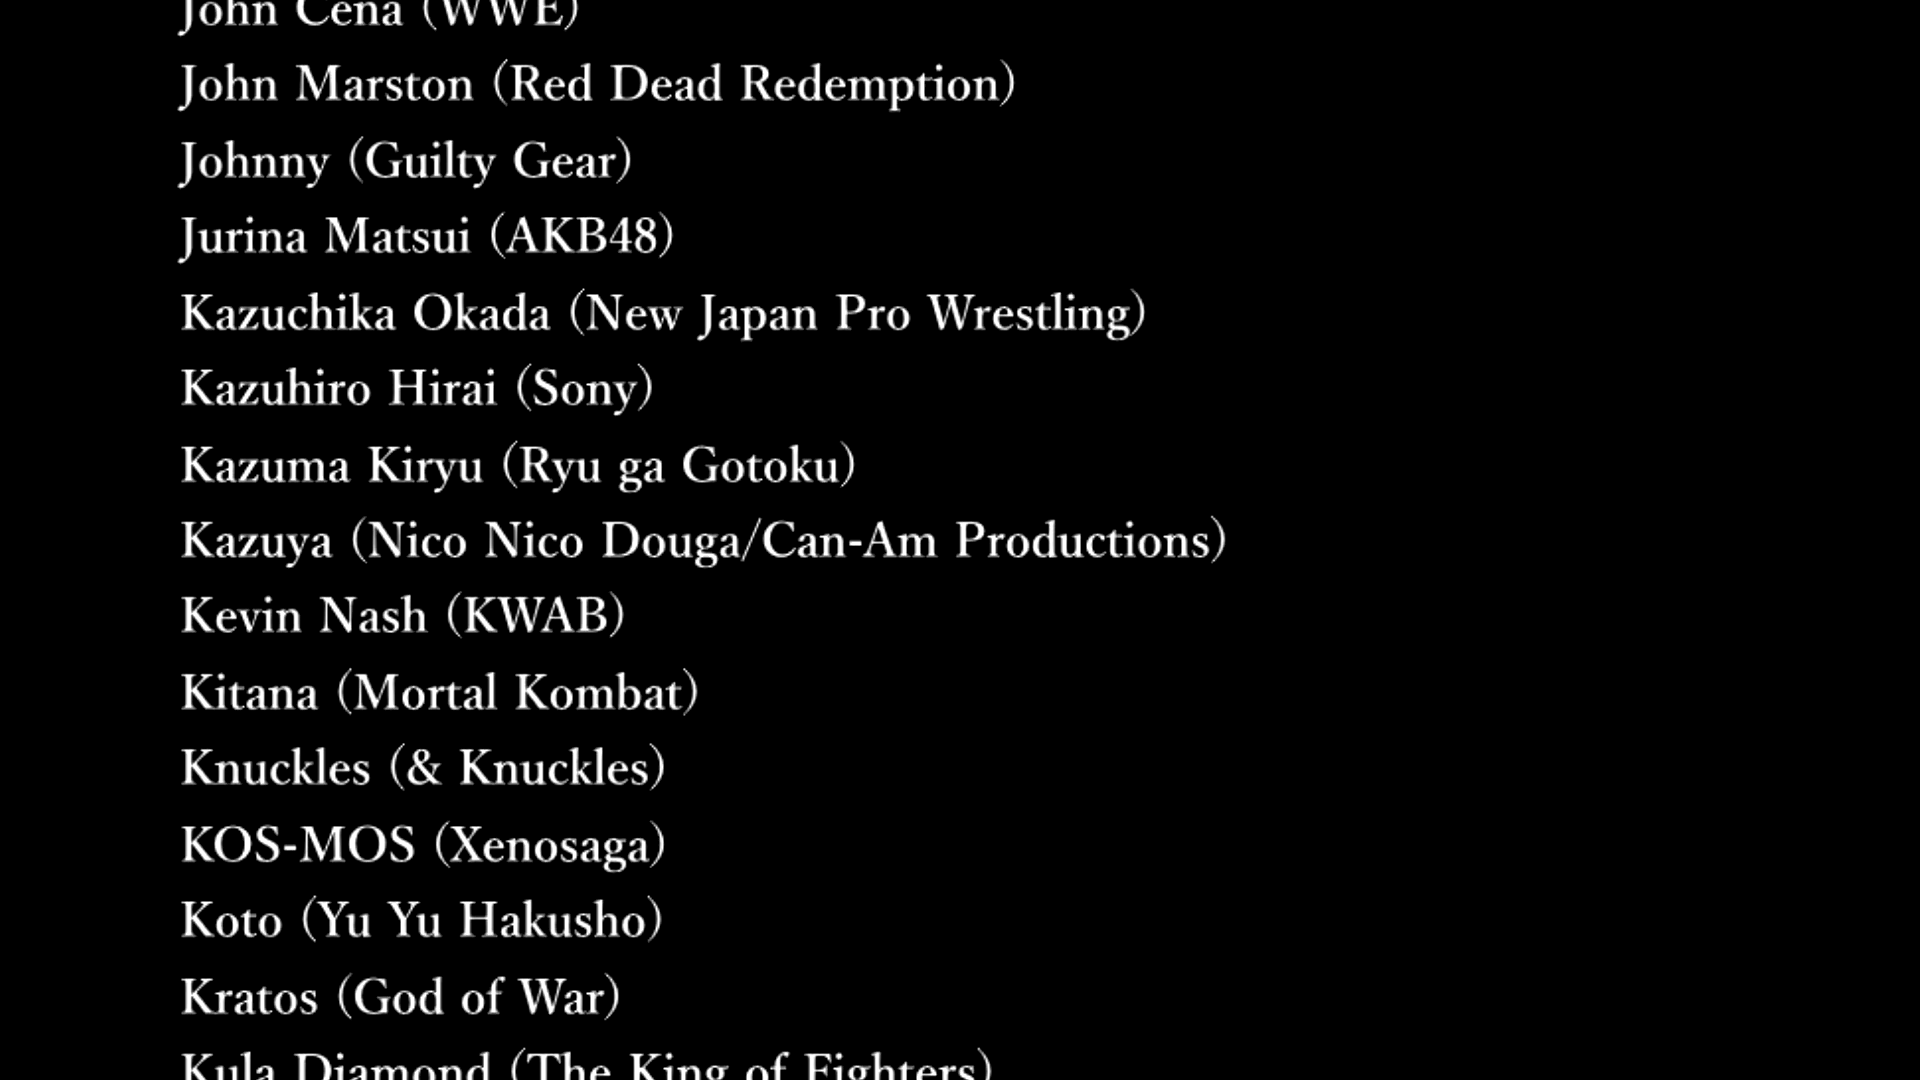 John Cena (WWE)
John Marston (Red Dead Redemption)
Johnny (Guilty Gear)
Jurina Matsui (AKB48)
Kazuchika Okada (New Japan Pro Wrestling)
Kazuhiro Hirai (Sony)
Kazuma Kiryu (Ryu ga Gotoku)
Kazuya (Nico Nico Douga/Can-Am Productions)
Kevin Nash (KWAB)
Kitana (Mortal Kombat)
Knuckles (& Knuckles)
KOS-MOS (Xenosaga)
Koto (Yu Yu Hakusho)
Kratos (God of War)
Kula Diamond (The King of Fighters)